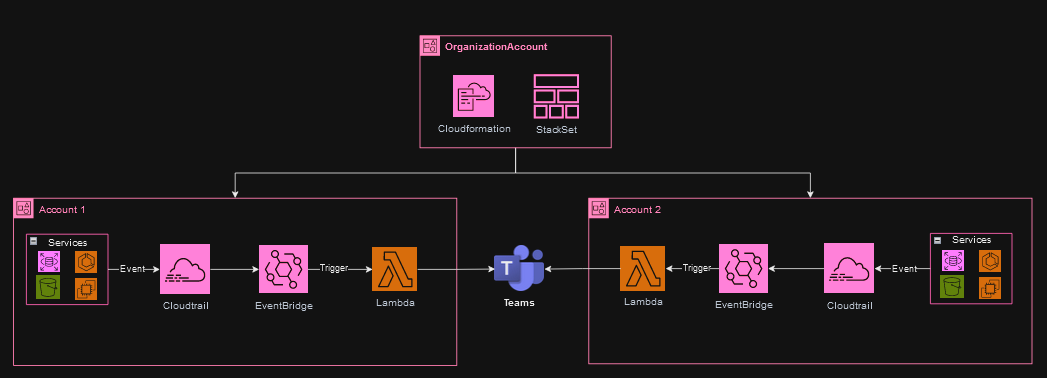 OrganizationAccount
Cloudformation
StackSet
Account 1
Services
Event
Cloudtrail
EventBridge
Trigger
Lambda
T
Teams
Account 2
Lambda
Trigger
EventBridge
Cloudtrail
Event
Services